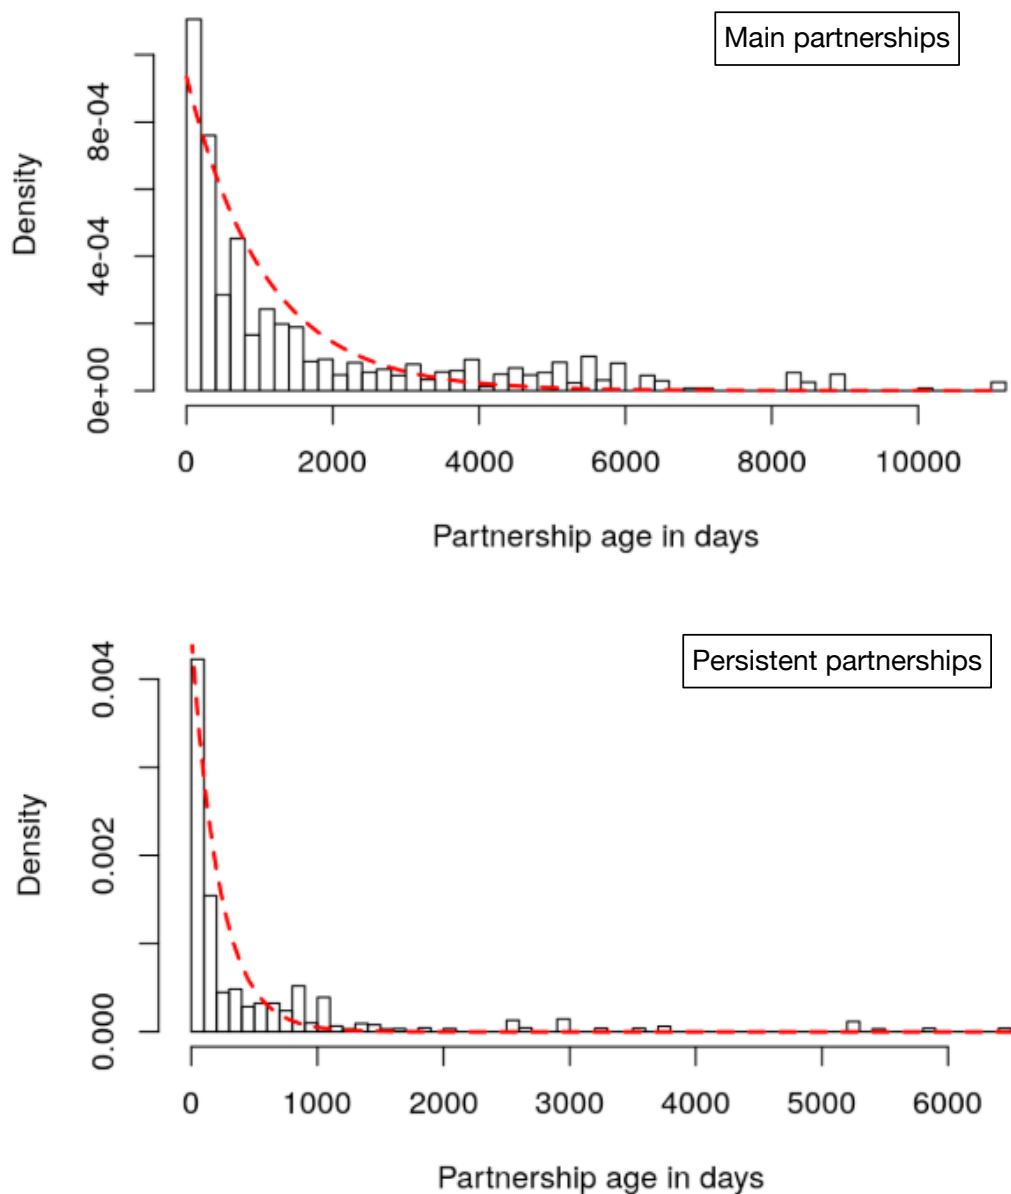 Main partnerships
Density
8e-04
4e-04
0e+00
0 2000 4000 6000 8000 10000
Partnership age in days
Persistent partnerships
Density
0.004
0.002
0.000
0 1000 2000 3000 4000 5000 6000
Partnership age in days